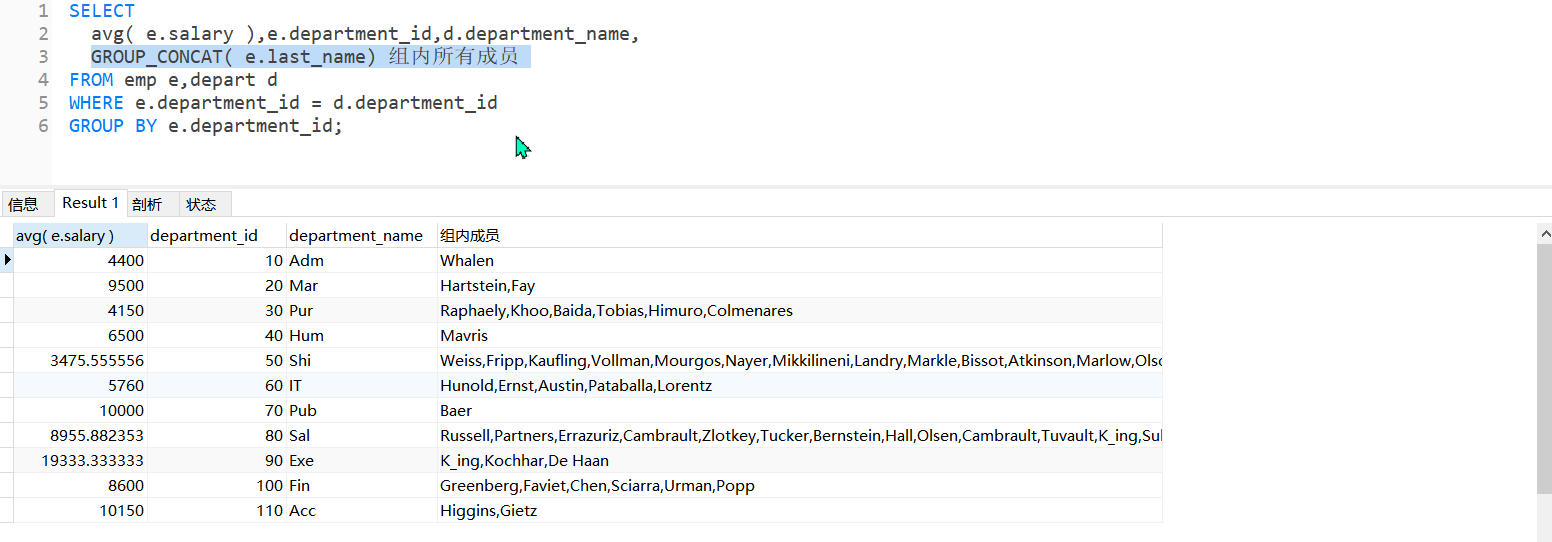 1 SELECT
2 avg( e.salary ),e.department_id,d.department_name,
3 GROUP_CONCAT( e.last_name) 组内所有成员
4 FROM emp e,depart d
5 WHERE e.department_id = d.department_id
6 GROUP BY e.department_id;
信息 Result 1 剖析 状态
avg( e.salary ) department_id department_name 组内成员
4400 10 Adm Whalen
9500 20 Mar Hartstein,Fay
4150 30 Pur Raphaely,Khoo,Baida,Tobias,Himuro,Colmenares
6500 40 Hum Mavris
3475.555556 50 Shi Weiss,Fripp,Kaufling,Vollman,Mourgos,Nayer,Mikkilineni,Landry,Markle,Bissot,Atkinson,Marlow,Olso
5760 60 IT Hunold,Ernst,Austin,Pataballa,Lorentz
10000 70 Pub Baer
8955.882353 80 Sal Russell,Partners,Errazuriz,Cambrault,Zlotkey,Tucker,Bernstein,Hall,Olsen,Cambrault,Tuvault,K_ing,Sul
19333.333333 90 Exe K_ing,Kochhar,De Haan
8600 100 Fin Greenberg,Faviet,Chen,Sciarra,Urman,Popp
10150 110 Acc Higgins,Gietz